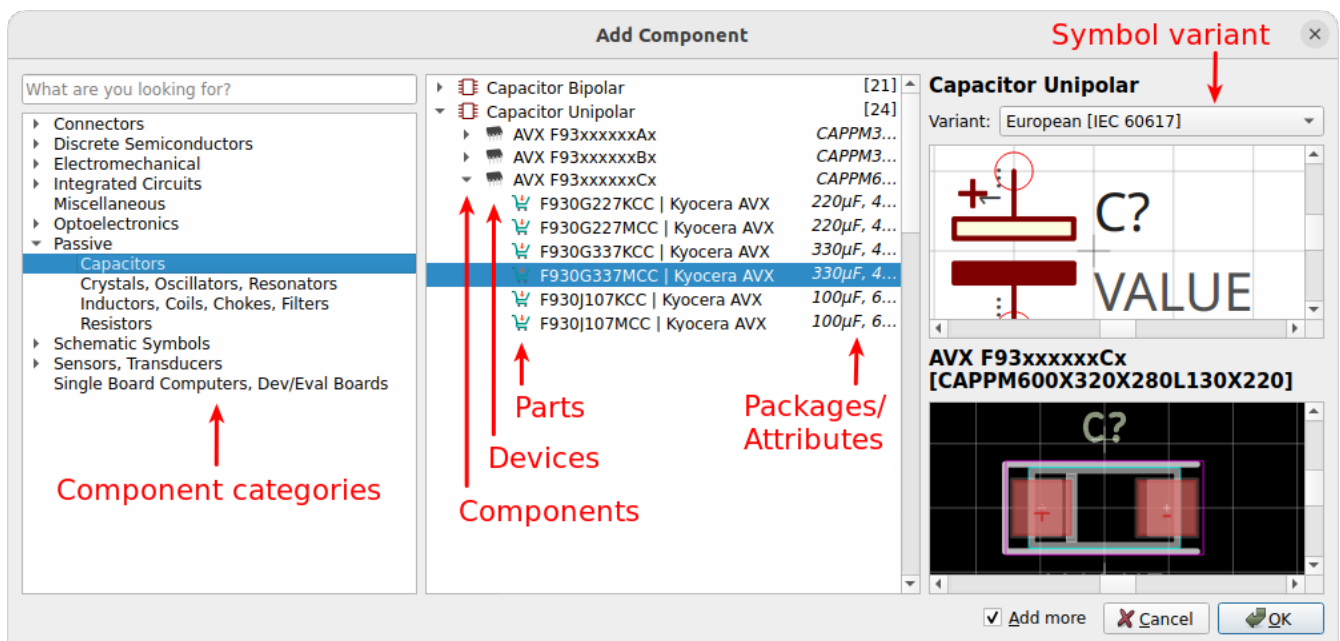 Add Component
Symbol variant
What are you looking for?
Connectors
Discrete Semiconductors
Electromechanical
Integrated Circuits
Miscellaneous
Optoelectronics
Passive
Capacitors
Crystals, Oscillators, Resonators
Inductors, Coils, Chokes, Filters
Resistors
Schematic Symbols
Sensors, Transducers
Single Board Computers, Dev/Eval Boards
Component categories
Capacitor Bipolar [21]
Capacitor Unipolar [24]
AVX F93xxxxxxAx CAPPM3...
AVX F93xxxxxxBx CAPPM3...
AVX F93xxxxxxCx CAPPM6...
F930G227KCC | Kyocera AVX 220µF, 4...
F930G227MCC | Kyocera AVX 220µF, 4...
F930G337KCC | Kyocera AVX 330µF, 4...
F930G337MCC | Kyocera AVX 330µF, 4...
F930J107KCC | Kyocera AVX 100µF, 6...
F930J107MCC | Kyocera AVX 100µF, 6...
Parts
Devices
Components
Packages/
Attributes
Capacitor Unipolar
Variant: European [IEC 60617]
+
C?
VALUE
AVX F93xxxxxxCx
[CAPPM600X320X280L130X220]
C?
+ -
Add more
Cancel
OK